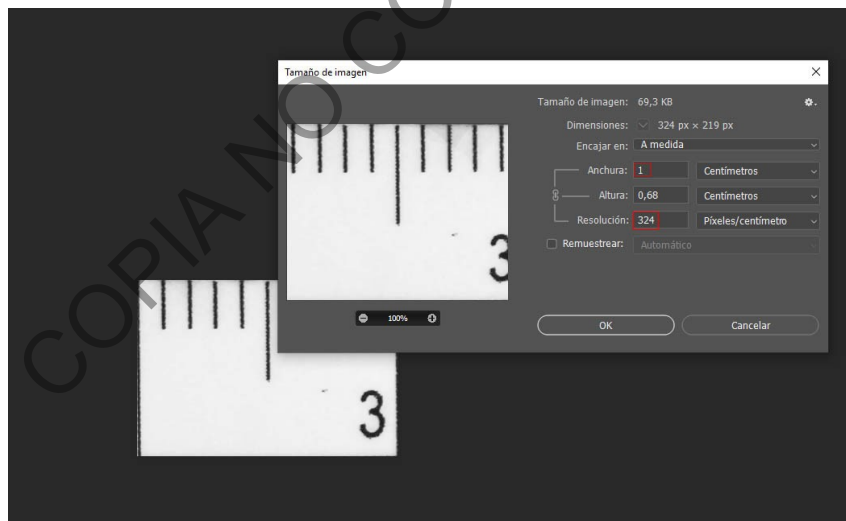 COPIA NO CO
Tamaño de imagen
Tamaño de imagen: 69,3 KB
Dimensiones: 324 px × 219 px
Encajar en: A medida
Anchura: 1 Centímetros
Altura: 0,68 Centímetros
Resolución: 324 Píxeles/centímetro
Remuestrear: Automático
3
100%
OK Cancelar
3